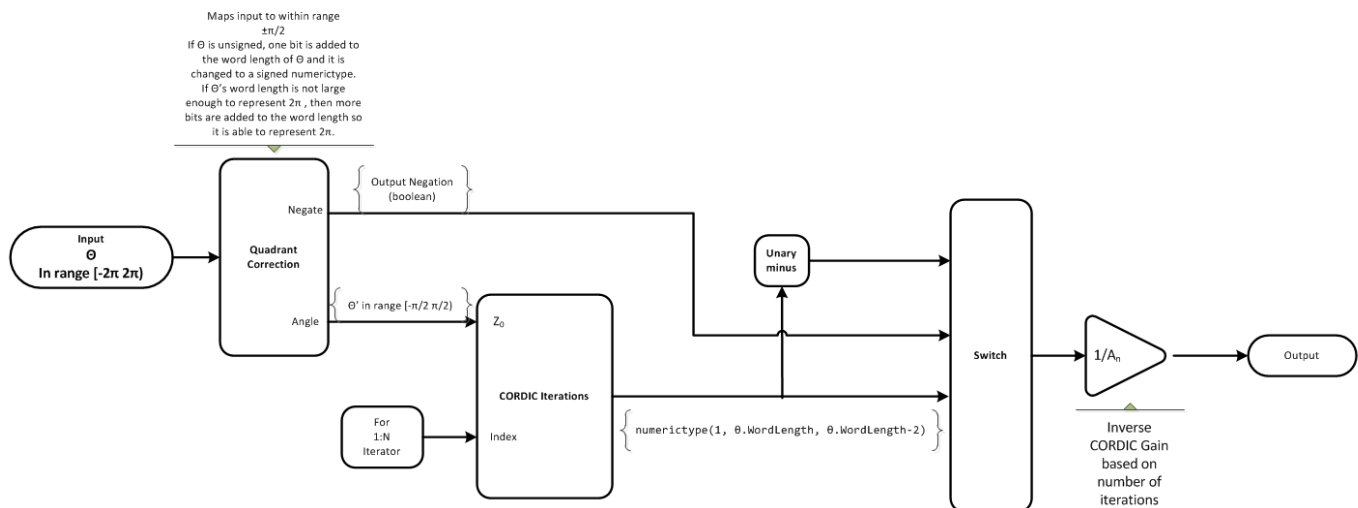 Maps input to within range
±π/2
If Θ is unsigned, one bit is added to
the word length of Θ and it is
changed to a signed numerictype.
If Θ’s word length is not large
enough to represent 2π , then more
bits are added to the word length so
it is able to represent 2π.
Input
Θ
In range [-2π 2π)
Quadrant
Correction
Negate
Angle
Output Negation
(boolean)
Θ’ in range [-π/2 π/2)
For
1:N
Iterator
Z₀
CORDIC Iterations
Index
Unary
minus
numerictype(1, θ.WordLength, θ.WordLength-2)
Switch
1/Aₙ
Inverse
CORDIC Gain
based on
number of
iterations
Output